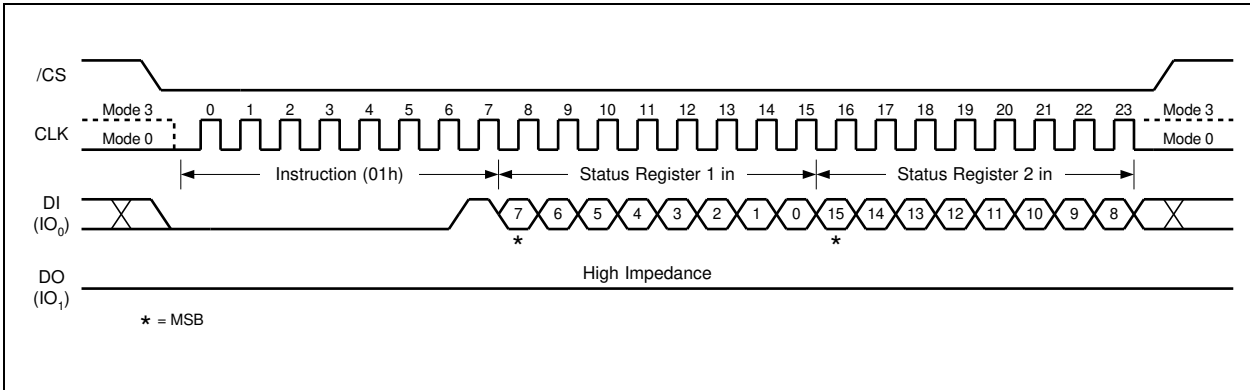 /CS
Mode 3 0 1 2 3 4 5 6 7 8 9 10 11 12 13 14 15 16 17 18 19 20 21 22 23 Mode 3
CLK
Mode 0 Mode 0
Instruction (01h) Status Register 1 in Status Register 2 in
DI
(IO0) 7 6 5 4 3 2 1 0 15 14 13 12 11 10 9 8
* *
High Impedance
DO
(IO1)
* = MSB